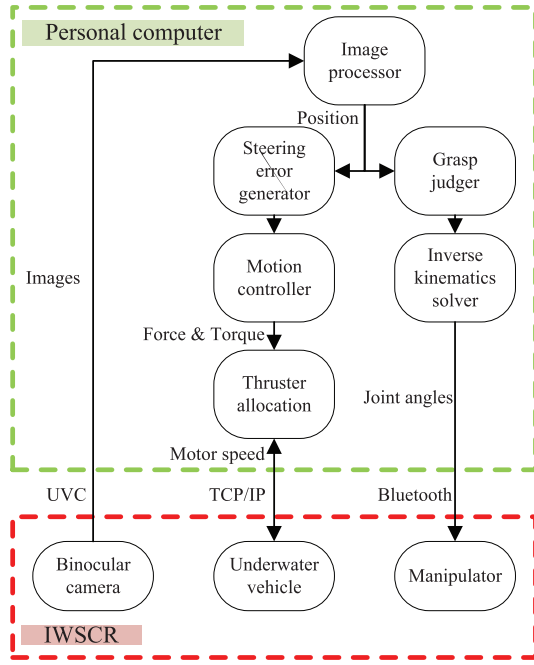 Personal computer
Image
processor
Position
Steering
error
generator
Grasp
judger
Images
Motion
controller
Inverse
kinematics
solver
Force & Torque
Thruster
allocation
Joint angles
Motor speed
UVC
TCP/IP
Bluetooth
Binocular
camera
Underwater
vehicle
Manipulator
IWSCR